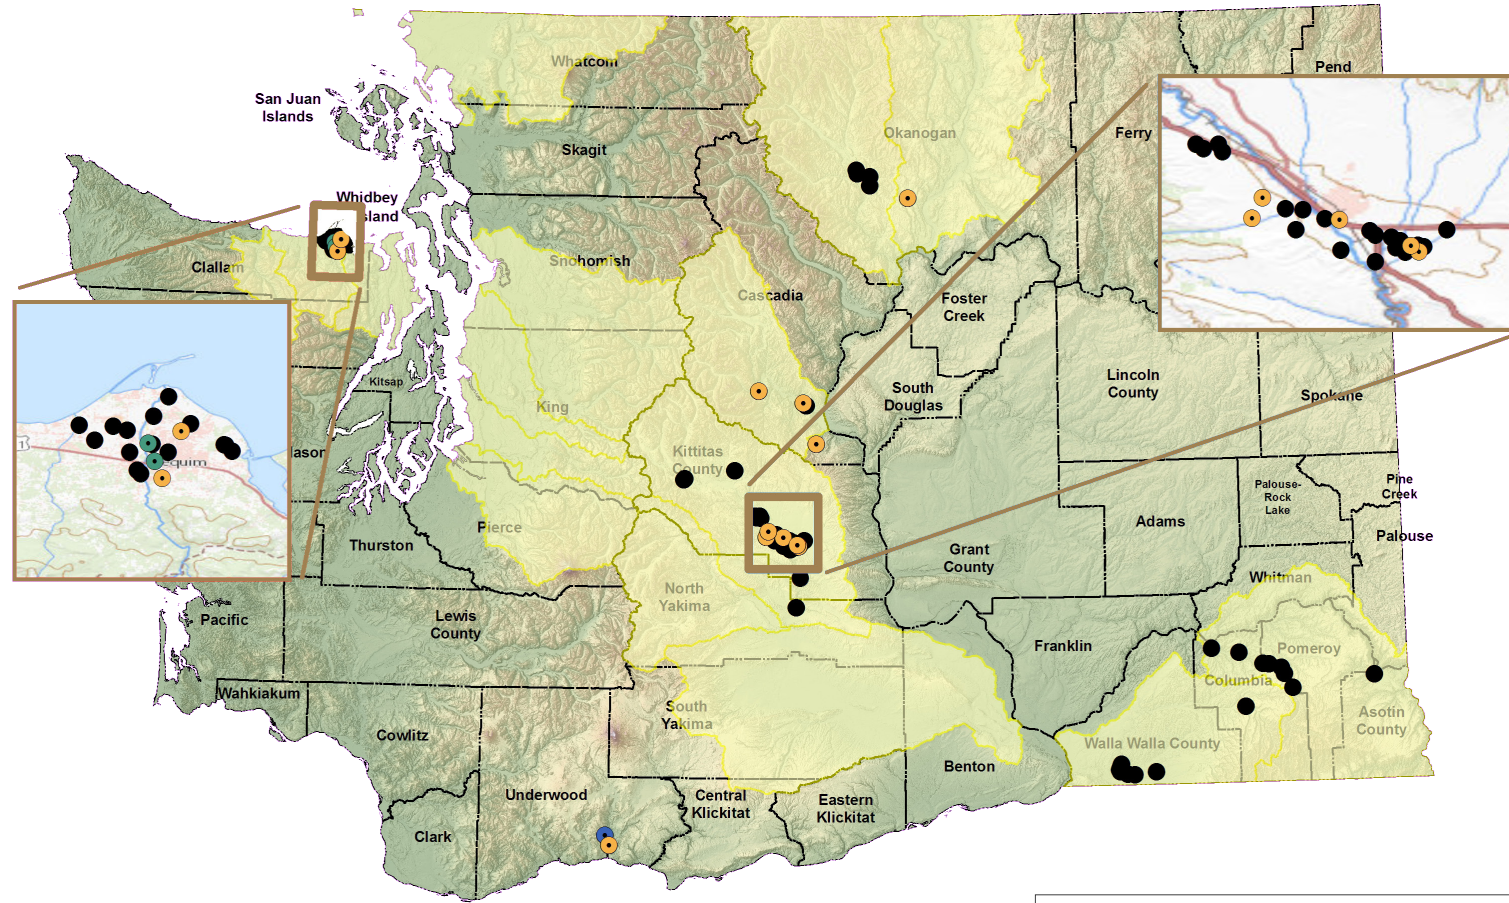 Whatcom
Pend
San Juan
Islands
Okanogan
Ferry
Skagit
Whidbey
Island
Clallam
Snohomish
Cascadia
Foster
Creek
Kitsap
Lincoln
County
South
Douglas
Spokane
King
1
Mason
Kittitas
County
quim
Pine
Creek
Palouse-
Rock
Lake
Adams
Pierce
Palouse
Thurston
Grant
County
Whitman
North
Yakima
Pacific
Lewis
County
Franklin
Pomeroy
Columbia
Wahkiakum
South
Yakima
Asotin
County
Cowlitz
Walla Walla County
Benton
Underwood
Central
Klickitat
Eastern
Klickitat
Clark